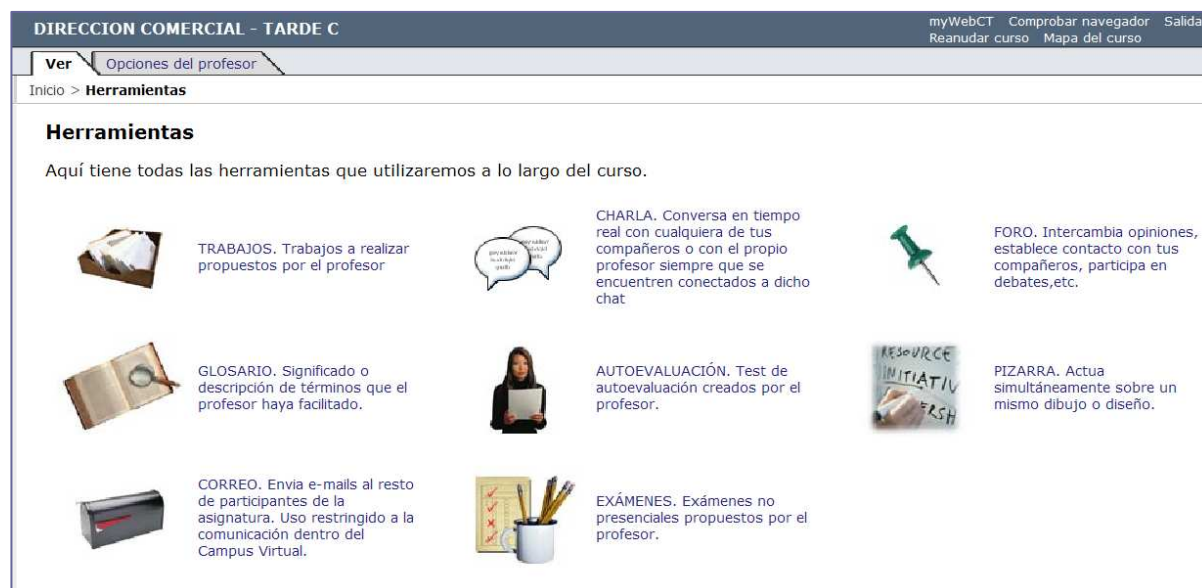 DIRECCION COMERCIAL - TARDE C
myWebCT Comprobar navegador Salida
Reanudar curso Mapa del curso
Ver Opciones del profesor
Inicio > Herramientas
Herramientas
Aquí tiene todas las herramientas que utilizaremos a lo largo del curso.
TRABAJOS. Trabajos a realizar
propuestos por el profesor
CHARLA. Conversa en tiempo
real con cualquiera de tus
compañeros o con el propio
profesor siempre que se
encuentren conectados a dicho
chat
FORO. Intercambia opiniones,
establece contacto con tus
compañeros, participa en
debates,etc.
GLOSARIO. Significado o
descripción de términos que el
profesor haya facilitado.
AUTOEVALUACIÓN. Test de
autoevaluación creados por el
profesor.
RESOURCE
INITIATIV
ERSH
PIZARRA. Actua
simultáneamente sobre un
mismo dibujo o diseño.
CORREO. Envia e-mails al resto
de participantes de la
asignatura. Uso restringido a la
comunicación dentro del
Campus Virtual.
EXÁMENES. Exámenes no
presenciales propuestos por el
profesor.